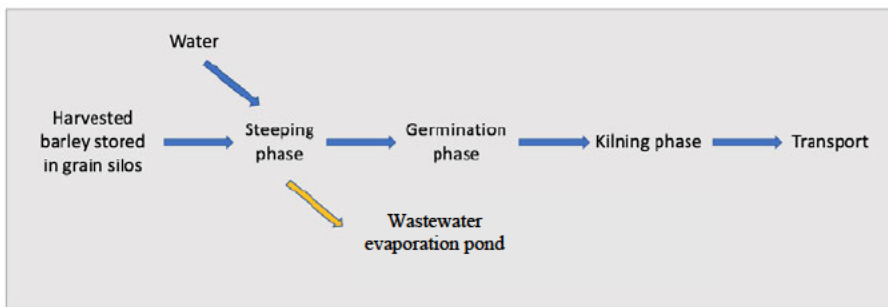 Water
Harvested
barley stored
in grain silos
Steeping
phase
Germination
phase
Kilning phase
Transport
Wastewater
evaporation pond